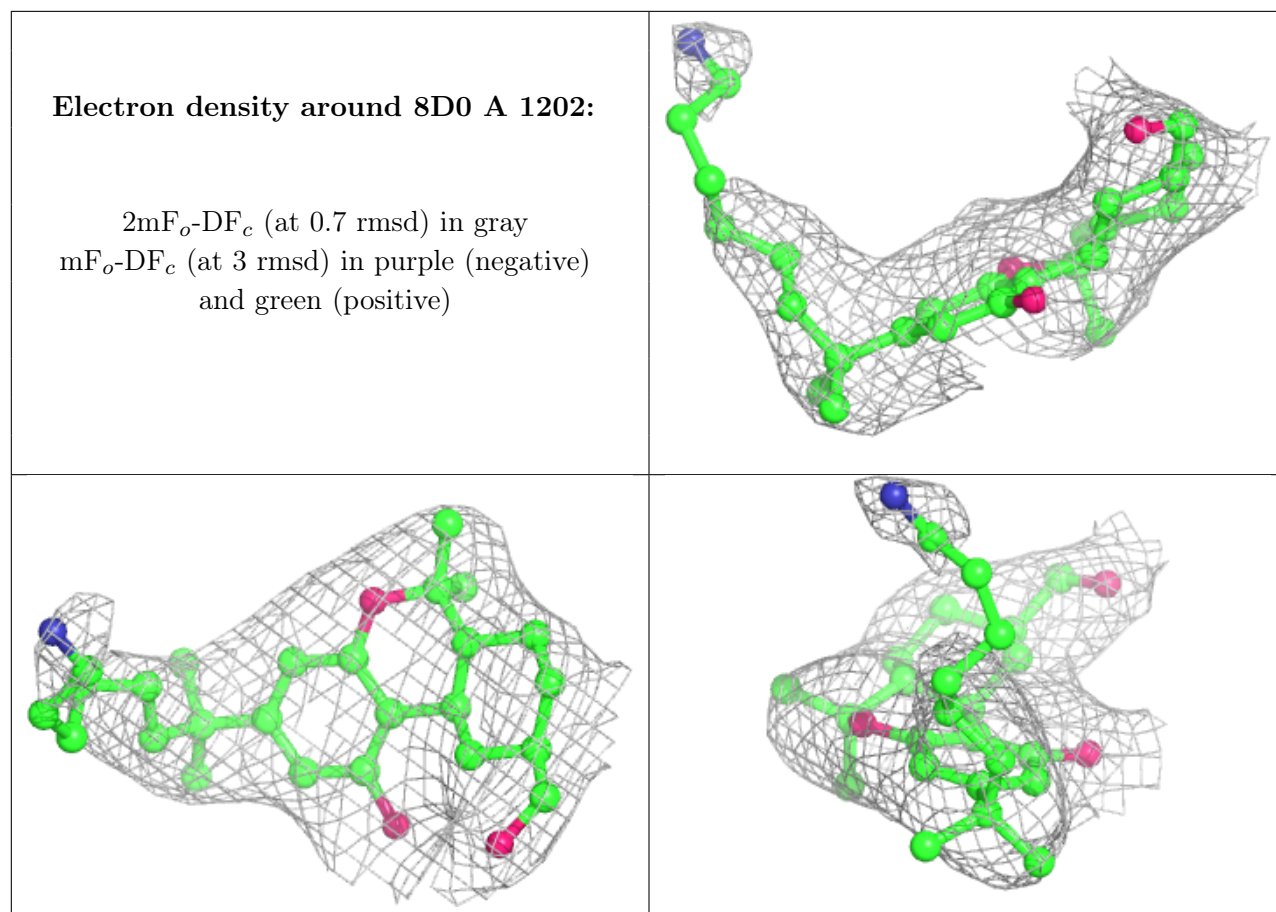 Electron density around 8D0 A 1202:
2mFo-DFc (at 0.7 rmsd) in gray
mFo-DFc (at 3 rmsd) in purple (negative)
and green (positive)